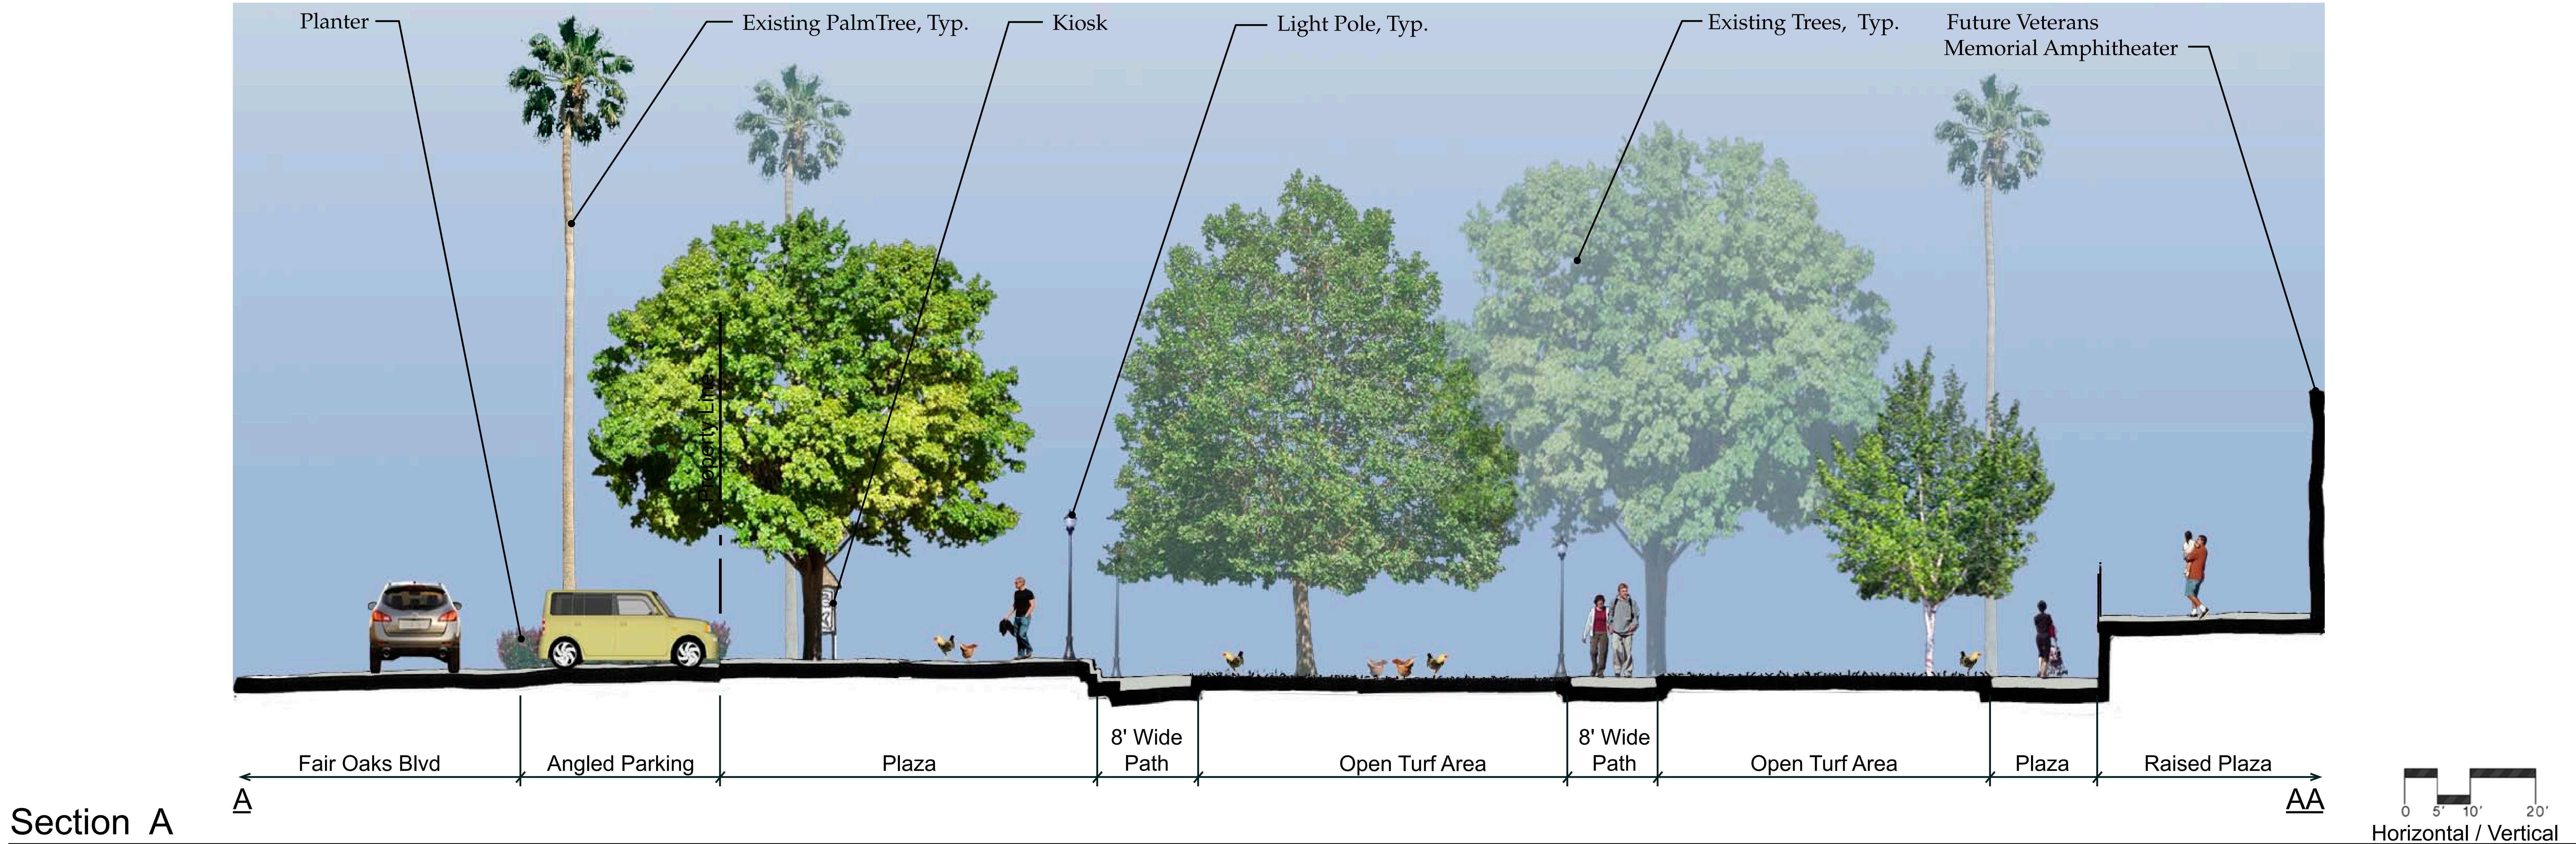 Planter
Existing PalmTree, Typ.
Kiosk
Light Pole, Typ.
Existing Trees, Typ.
Future Veterans
Memorial Amphitheater
Property Line
Fair Oaks Blvd
Angled Parking
Plaza
8' Wide
Path
Open Turf Area
8' Wide
Path
Open Turf Area
Plaza
Raised Plaza
A
AA
Section A
0 5' 10' 20'
Horizontal / Vertical